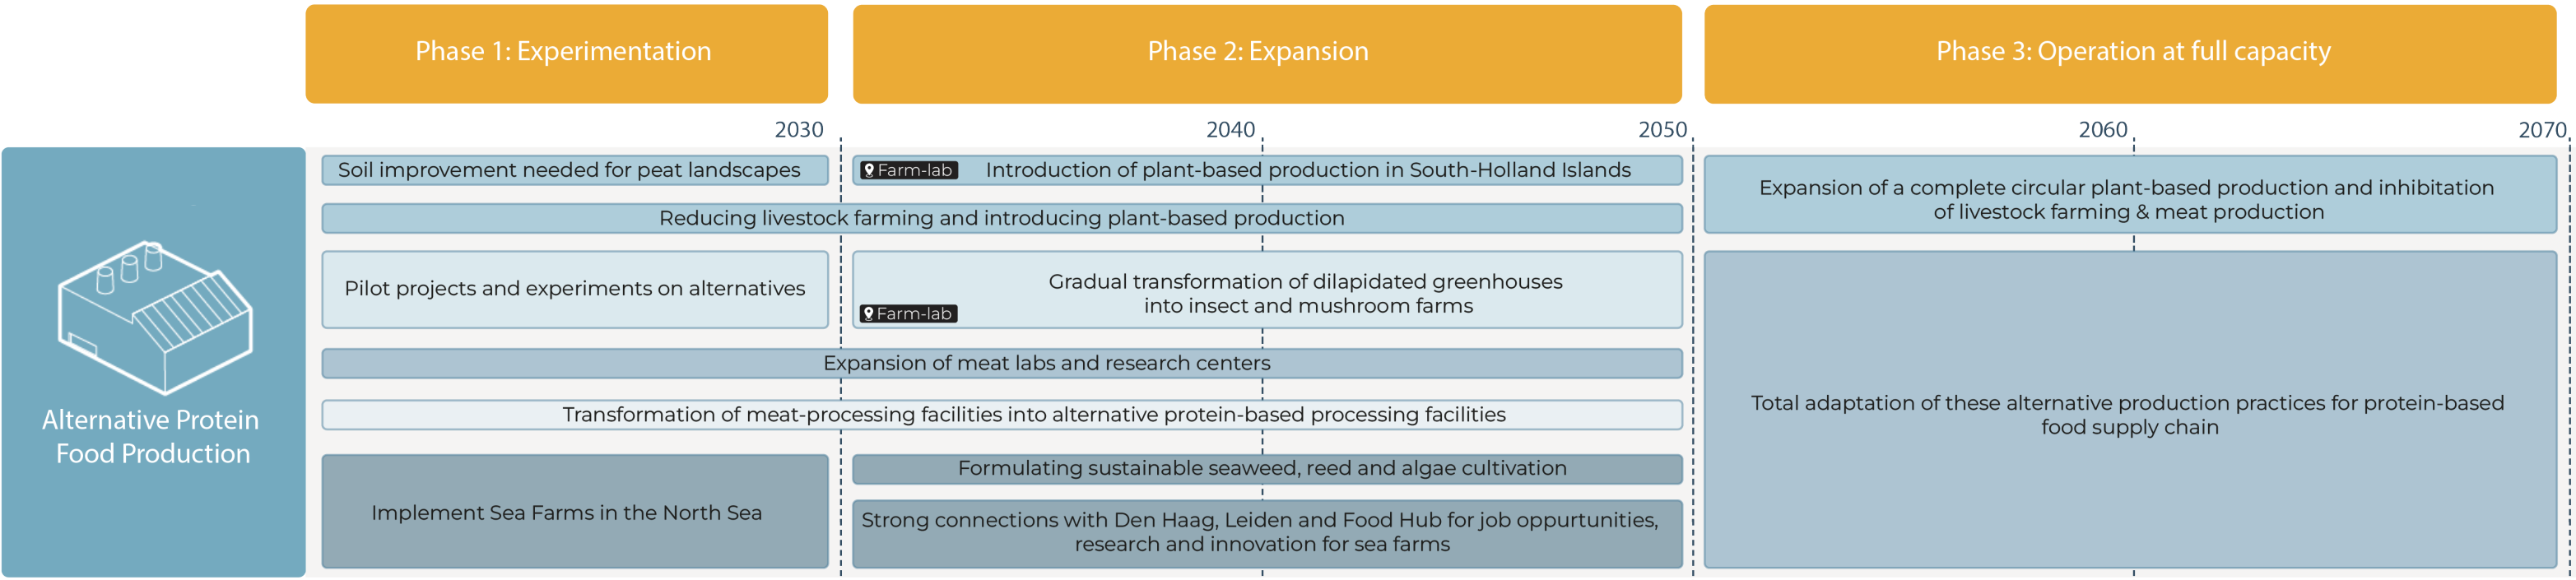 Phase 1: Experimentation
Phase 2: Expansion
Phase 3: Operation at full capacity
2030
2040
2050
2060
2070
Alternative Protein
Food Production
Soil improvement needed for peat landscapes
Farm-lab
Introduction of plant-based production in South-Holland Islands
Expansion of a complete circular plant-based production and inhibitation
of livestock farming & meat production
Reducing livestock farming and introducing plant-based production
Pilot projects and experiments on alternatives
Gradual transformation of dilapidated greenhouses
into insect and mushroom farms
Farm-lab
Expansion of meat labs and research centers
Transformation of meat-processing facilities into alternative protein-based processing facilities
Total adaptation of these alternative production practices for protein-based
food supply chain
Implement Sea Farms in the North Sea
Formulating sustainable seaweed, reed and algae cultivation
Strong connections with Den Haag, Leiden and Food Hub for job oppurtunities,
research and innovation for sea farms